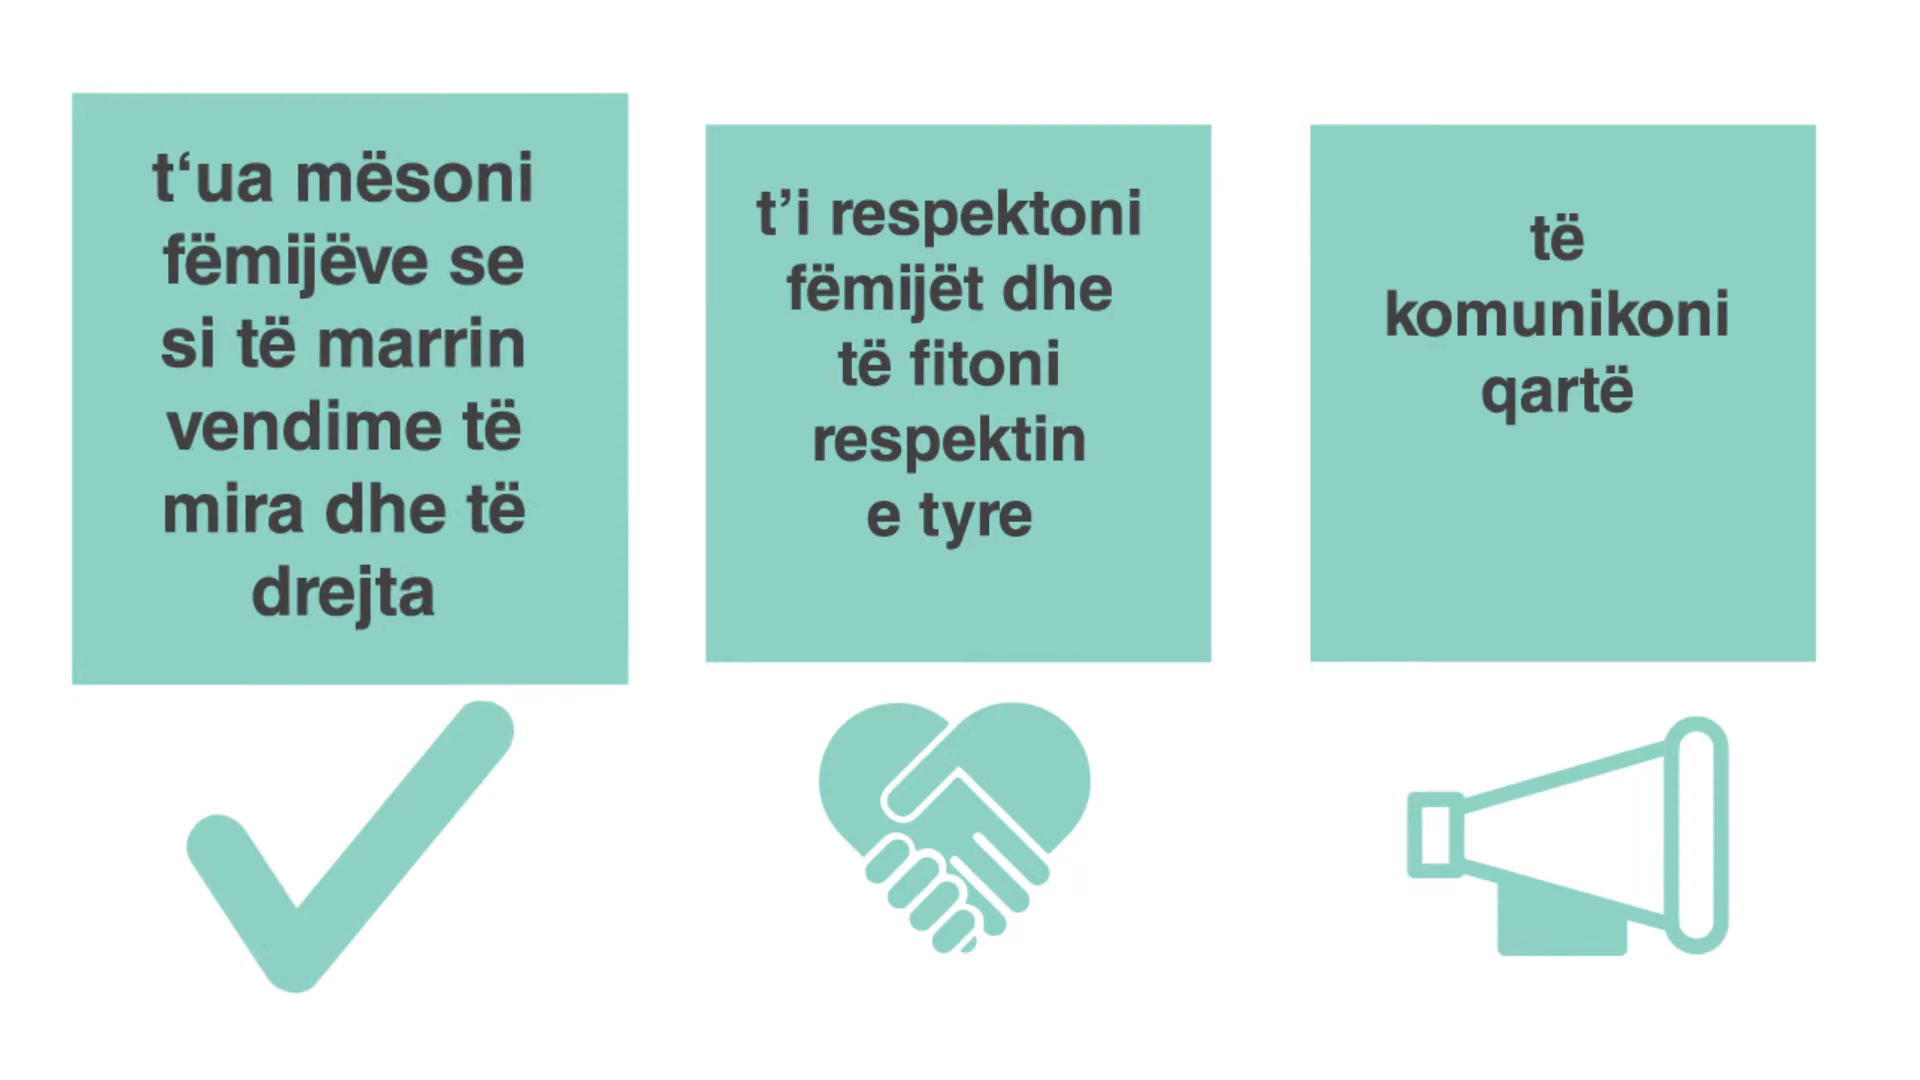 t‘ua mësoni
fëmijëve se
si të marrin
vendime të
mira dhe të
drejta
t’i respektoni
fëmijët dhe
të fitoni
respektin
e tyre
të
komunikoni
qartë